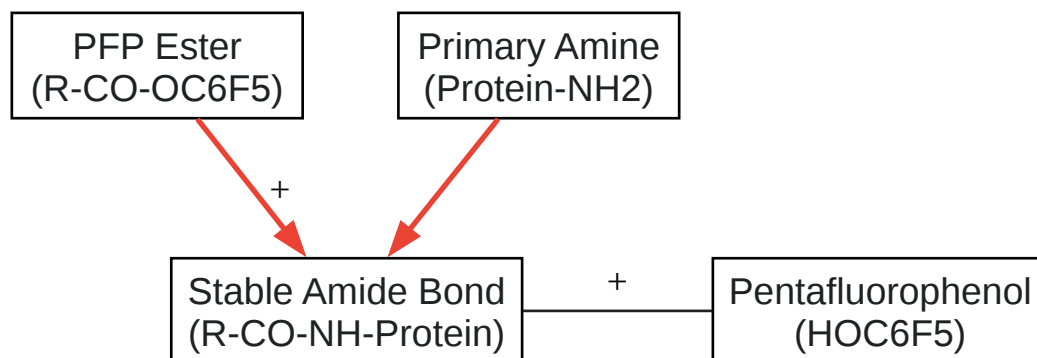 PFP Ester
(R-CO-OC6F5)
Primary Amine
(Protein-NH2)
+
Stable Amide Bond
(R-CO-NH-Protein)
+
Pentafluorophenol
(HOC6F5)